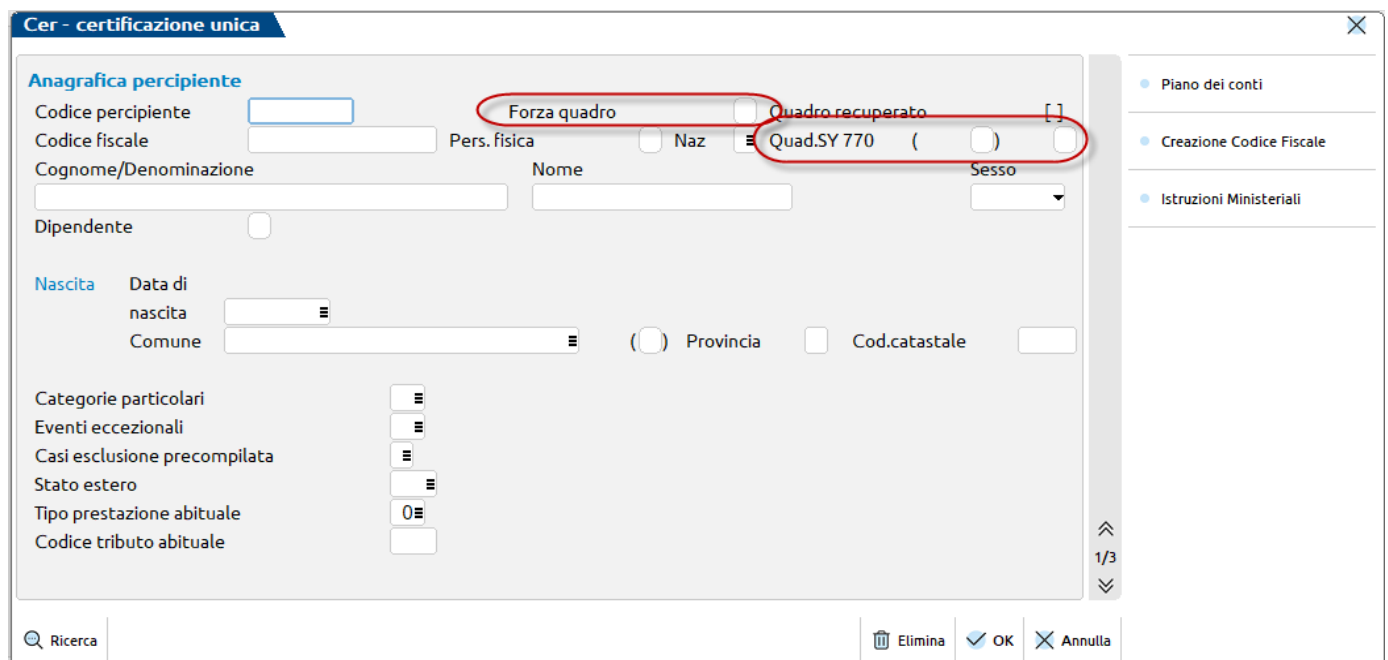 Cer - certificazione unica
Anagrafica percipiente
Codice percipiente Forza quadro Quadro recuperato [ ]
Codice fiscale Pers. fisica Naz Quad.SY 770 ( )
Cognome/Denominazione Nome Sesso
Dipendente
Nascita Data di
nascita
Comune ( ) Provincia Cod.catastale
Categorie particolari
Eventi eccezionali
Casi esclusione precompilata
Stato estero
Tipo prestazione abituale 0
Codice tributo abituale
1/3
Piano dei conti
Creazione Codice Fiscale
Istruzioni Ministeriali
Ricerca Elimina OK Annulla